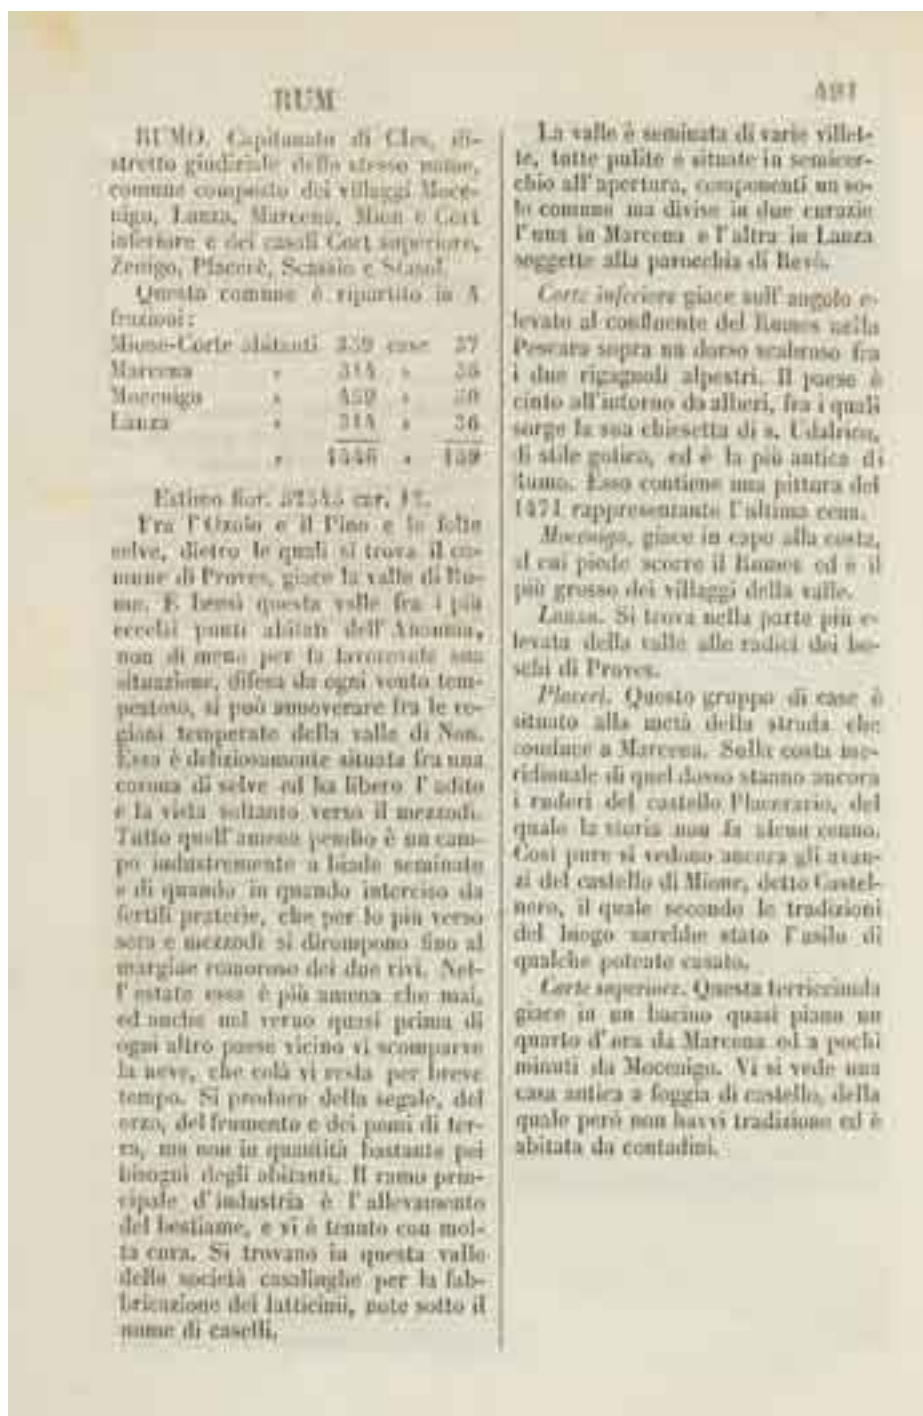 RUM
491
RUMO. Capitanato di Cles, di-
stretto giudiziale dello stesso nome,
comune composto dei villaggi Moce-
nigo, Lanza, Marcena, Mion e Cort
inferiore e dei casali Cort superiore,
Zenigo, Placerè, Scassio e Stasol.
Questo comune è ripartito in 4
frazioni:
Mione-Corte abitanti 339 case 37
Marcena » 314 » 36
Mocenigo »
Lanza » 314 » 36
»
Estimo fior.
Fra l'Ozolo e il Pino e le folte
selve, dietro le quali si trova il co-
mune di Proves, giace la valle di Ru-
mo. E bensì questa valle fra i più
eccelsi punti abitati dell'Anaunia,
non di meno per la favorevole sua
situazione, difesa da ogni vento tem-
pestoso, si può annoverare fra le re-
gioni temperate della valle di Non.
Essa è deliziosamente situata fra una
corona di selve ed ha libero l'adito
e la vista soltanto verso il mezzodì.
Tutto quell'ameno pendio è un cam-
po industremente a biade seminato
e di quando in quando interciso da
fertili praterie, che per lo più verso
sera e mezzodì si dirompono fino al
margine romoroso dei due rivi. Nel-
l'estate essa è più amena che mai,
ed anche nel verno quasi prima di
ogni altro paese vicino vi scomparve
la neve, che colà vi resta per breve
tempo. Si produce della segale, del
orzo, del frumento e dei pomi di ter-
ra, ma non in quantità bastante pei
bisogni degli abitanti. Il ramo prin-
cipale d'industria è l'allevamento
del bestiame, e vi è tenuto con mol-
ta cura. Si trovano in questa valle
delle società casalinghe per la fab-
bricazione dei latticinii, note sotto il
nome di caselli.
La valle è seminata di varie villet-
te, tutte pulite e situate in semicer-
chio all'apertura, componenti un so-
lo comune ma divise in due curazie
l'una in Marcena e l'altra in Lanza
soggette alla parocchia di Revò.
Corte inferiore giace sull'angolo e-
levato al confluente del Rumes nella
Pescara sopra un dorso scabroso fra
i due rigagnoli alpestri. Il paese è
cinto all'intorno da alberi, fra i quali
sorge la sua chiesetta di s. Udalrico,
di stile gotico, ed è la più antica di
Rumo. Esso contiene una pittura del
1471 rappresentante l'ultima cena.
Mocenigo, giace in capo alla costa,
al cui piede scorre il Rumes ed è il
più grosso dei villaggi della valle.
Lanza. Si trova nella parte più e-
levata della valle alle radici dei bo-
schi di Proves.
Placeri. Questo gruppo di case è
situato alla metà della strada che
conduce a Marcena. Sulla costa me-
ridionale di quel dosso stanno ancora
i ruderi del castello Placerario, del
quale la storia non fa alcun cenno.
Così pure si vedono ancora gli avan-
zi del castello di Mione, detto Castel-
nero, il quale secondo le tradizioni
del luogo sarebbe stato l'asilo di
qualche potente casato.
Corte superiore. Questa terricciuola
giace in un bacino quasi piano un
quarto d'ora da Marcena ed a pochi
minuti da Mocenigo. Vi si vede una
casa antica a foggia di castello, della
quale però non havvi tradizione ed è
abitata da contadini.